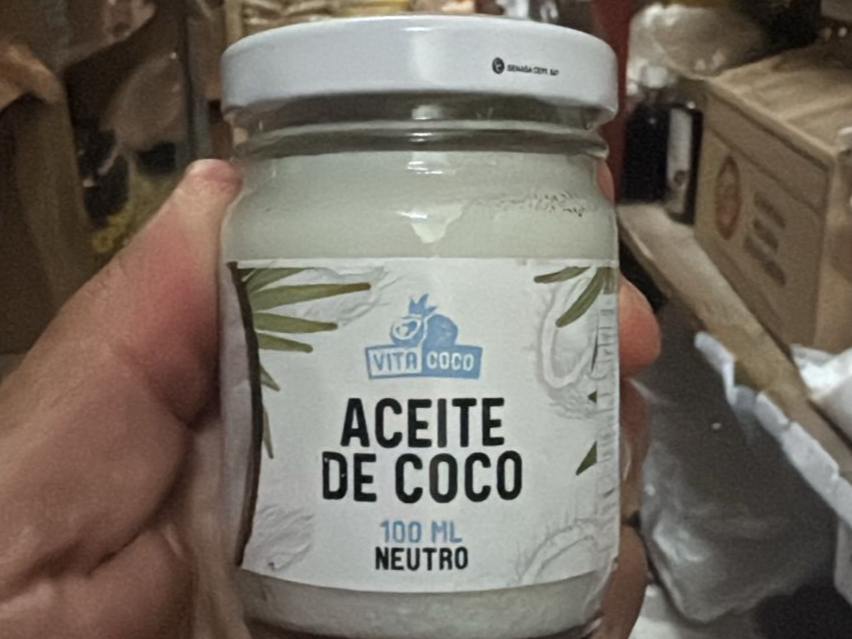 VITA COCO
ACEITE
DE COCO
100 ML
NEUTRO